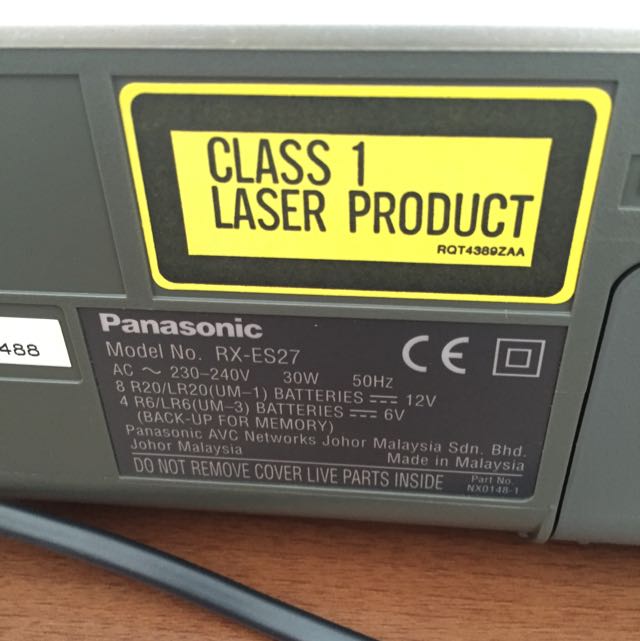 CLASS 1
LASER PRODUCT
RQT4389ZAA
488
Panasonic
Model No. RX-ES27
AC ~ 230-240V 30W 50Hz
8 R20/LR20(UM-1) BATTERIES ⎓ 12V
4 R6/LR6(UM-3) BATTERIES ⎓ 6V
(BACK-UP FOR MEMORY)
Panasonic AVC Networks Johor Malaysia Sdn. Bhd.
Johor Malaysia Made in Malaysia
DO NOT REMOVE COVER LIVE PARTS INSIDE
Part No.
NX0148-1
CE